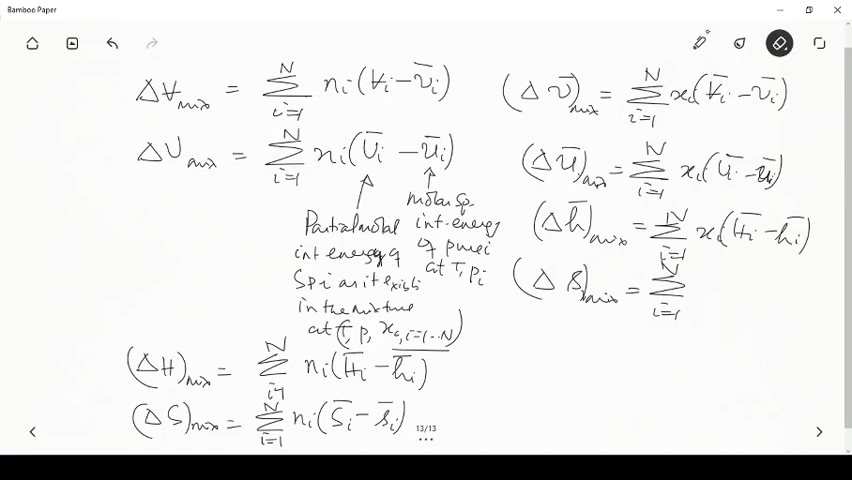 Bamboo Paper
ΔV_mix = Σ_{i=1}^{N} n_i (V̄_i − v̄_i)
ΔU_mix = Σ_{i=1}^{N} n_i (Ū_i − ū_i)
Partial molal
int energy of
Sp i as it exists
in the mixture
at (T, p, x_i, i=1...N)
molar sp.
int-energy
of pure i
at T, p_i
(ΔH)_mix = Σ_{i=1}^{N} n_i (H̄_i − h̄_i)
(ΔS)_mix = Σ_{i=1}^{N} n_i (S̄_i − s̄_i)
(Δv̄)_mix = Σ_{i=1}^{N} x_i (V̄_i − v̄_i)
(Δū)_mix = Σ_{i=1}^{N} x_i (Ū_i − ū_i)
(Δh̄)_mix = Σ_{i=1}^{N} x_i (H̄_i − h̄_i)
(Δs̄)_mix = Σ_{i=1}^{N}
13/13